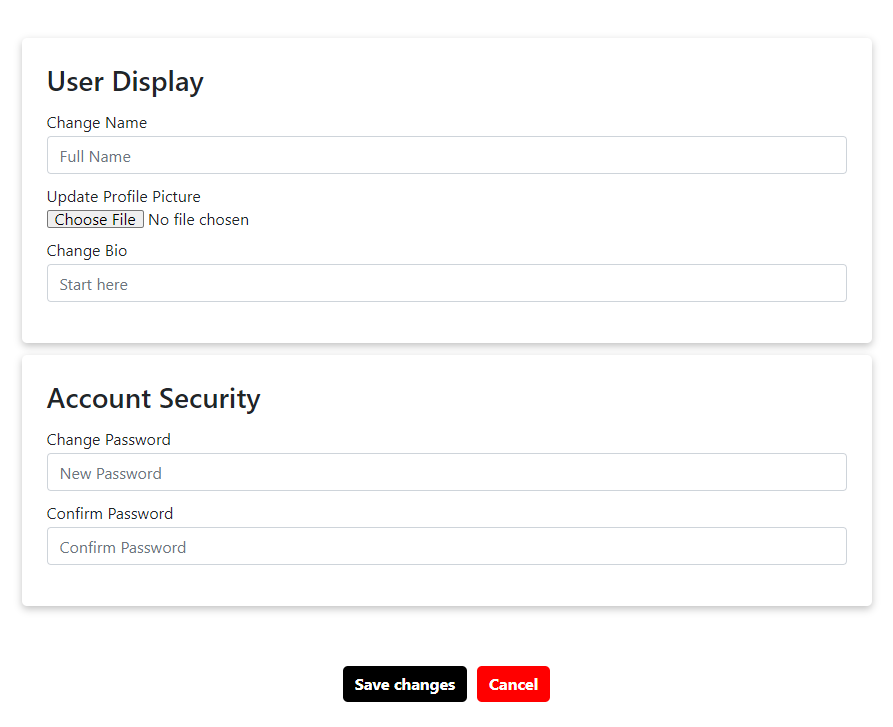 User Display
Change Name
Full Name
Update Profile Picture
Choose File No file chosen
Change Bio
Start here
Account Security
Change Password
New Password
Confirm Password
Confirm Password
Save changes Cancel